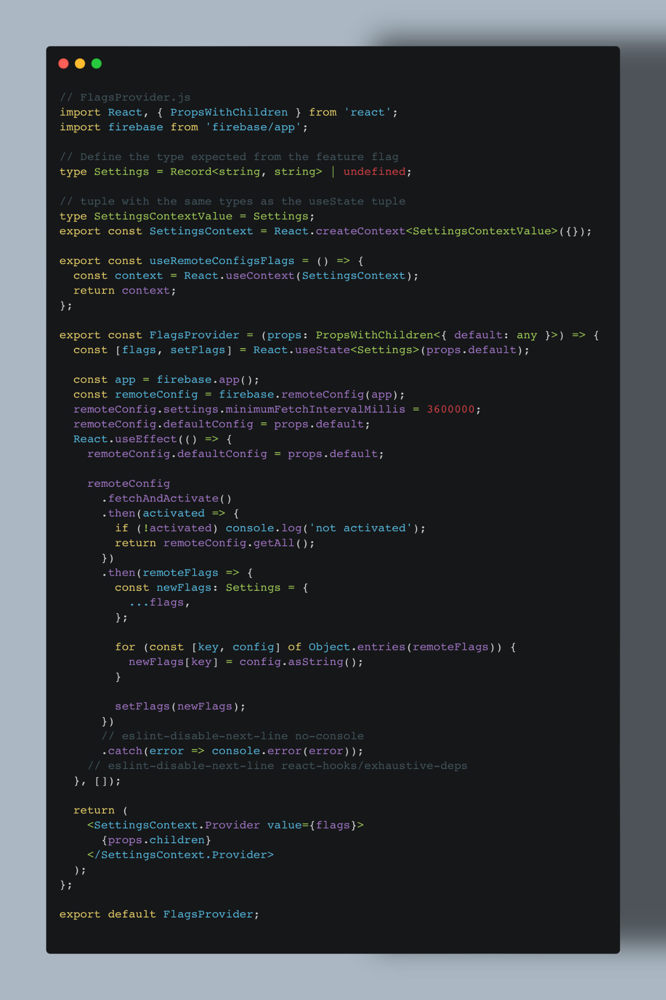 // FlagsProvider.js
import React, { PropsWithChildren } from 'react';
import firebase from 'firebase/app';

// Define the type expected from the feature flag
type Settings = Record<string, string> | undefined;

// tuple with the same types as the useState tuple
type SettingsContextValue = Settings;
export const SettingsContext = React.createContext<SettingsContextValue>({});

export const useRemoteConfigsFlags = () => {
  const context = React.useContext(SettingsContext);
  return context;
};

export const FlagsProvider = (props: PropsWithChildren<{ default: any }>) => {
  const [flags, setFlags] = React.useState<Settings>(props.default);

  const app = firebase.app();
  const remoteConfig = firebase.remoteConfig(app);
  remoteConfig.settings.minimumFetchIntervalMillis = 3600000;
  remoteConfig.defaultConfig = props.default;
  React.useEffect(() => {
    remoteConfig.defaultConfig = props.default;

    remoteConfig
      .fetchAndActivate()
      .then(activated => {
        if (!activated) console.log('not activated');
        return remoteConfig.getAll();
      })
      .then(remoteFlags => {
        const newFlags: Settings = {
          ...flags,
        };

        for (const [key, config] of Object.entries(remoteFlags)) {
          newFlags[key] = config.asString();
        }

        setFlags(newFlags);
      })
      // eslint-disable-next-line no-console
      .catch(error => console.error(error));
    // eslint-disable-next-line react-hooks/exhaustive-deps
  }, []);

  return (
    <SettingsContext.Provider value={flags}>
      {props.children}
    </SettingsContext.Provider>
  );
};

export default FlagsProvider;